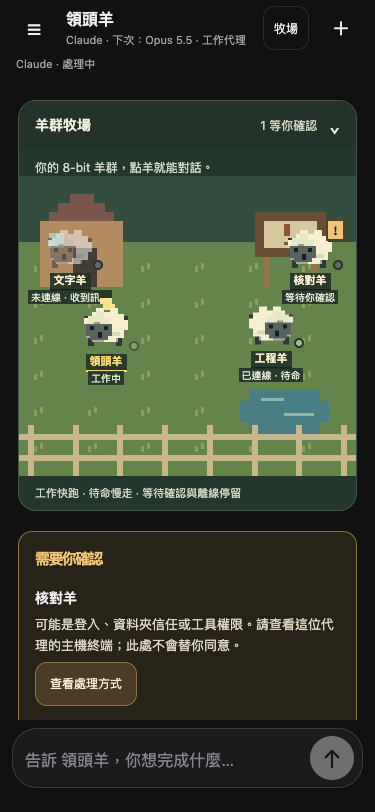 領頭羊
Claude · 下次：Opus 5.5 · 工作代理
牧場
Claude · 處理中
羊群牧場
1 等你確認
你的 8-bit 羊群，點羊就能對話。
!
文字羊
未連線 · 收到訊
核對羊
等待你確認
領頭羊
工作中
工程羊
已連線 · 待命
工作快跑 · 待命慢走 · 等待確認與離線停留
需要你確認
核對羊
可能是登入、資料夾信任或工具權限。請查看這位代
理的主機終端；此處不會替你同意。
查看處理方式
告訴 領頭羊，你想完成什麼…